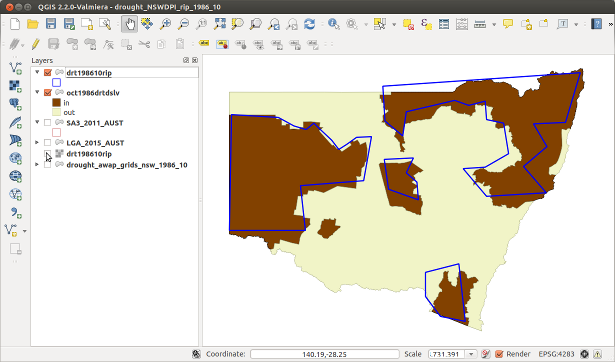 QGIS 2.2.0-Valmiera - drought_NSWDPI_rip_1986_10
Layers
drt198610rip
oct1986drtdslv
in
out
SA3_2011_AUST
LGA_2015_AUST
drt198610rip
drought_awap_grids_nsw_1986_10
Coordinate: 140.19,-28.25 Scale :.731.391 Render EPSG:4283